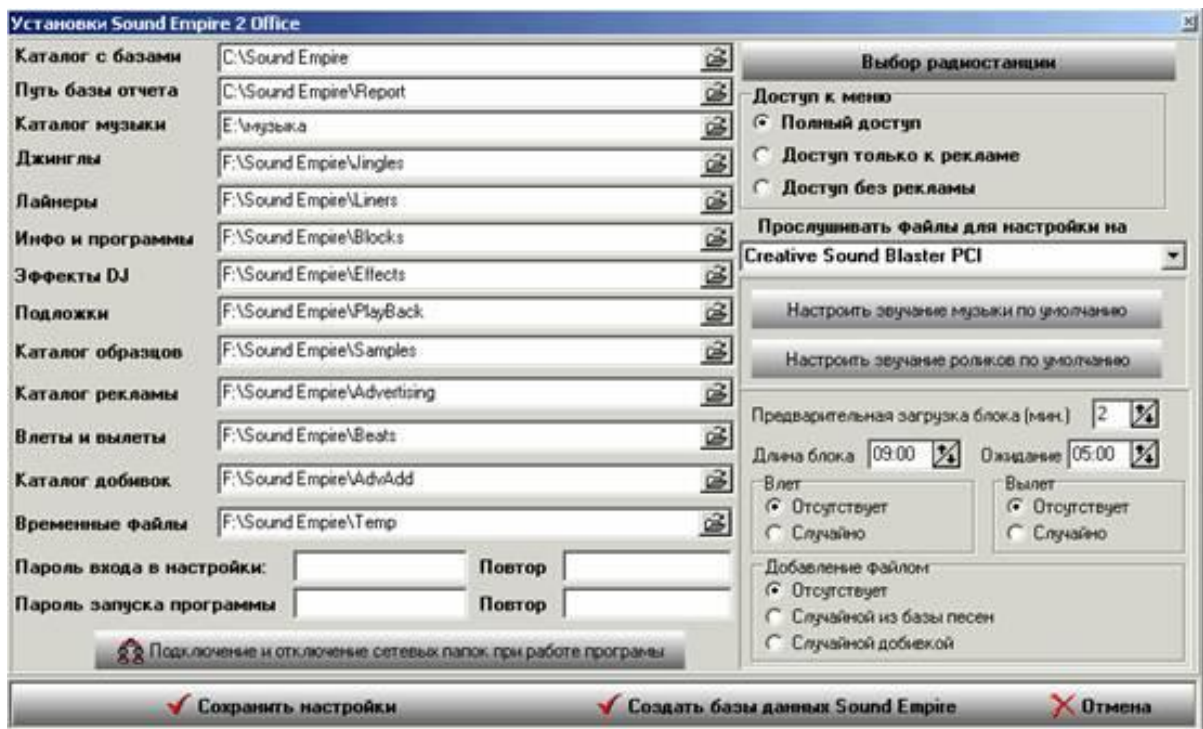 Установки Sound Empire 2 Office
Каталог с базами C:\Sound Empire
Путь базы отчета C:\Sound Empire\Report
Каталог музыки E:\музыка
Джинглы F:\Sound Empire\Jingles
Лайнеры F:\Sound Empire\Liners
Инфо и программы F:\Sound Empire\Blocks
Эффекты DJ F:\Sound Empire\Effects
Подложки F:\Sound Empire\PlayBack
Каталог образцов F:\Sound Empire\Samples
Каталог рекламы F:\Sound Empire\Advertising
Влеты и вылеты F:\Sound Empire\Beats
Каталог добивок F:\Sound Empire\AdvAdd
Временные файлы F:\Sound Empire\Temp
Пароль входа в настройки: Повтор
Пароль запуска программы Повтор
Подключение и отключение сетевых папок при работе програмы
Выбор радиостанции
Доступ к меню
Полный доступ
Доступ только к рекламе
Доступ без рекламы
Прослушивать файлы для настройки на
Creative Sound Blaster PCI
Настроить звучание музыки по умолчанию
Настроить звучание роликов по умолчанию
Предварительная загрузка блока (мин.) 2
Длина блока 09:00 Ожидание 05:00
Влет Вылет
Отсутствует Отсутствует
Случайно Случайно
Добавление файлом
Отсутствует
Случайной из базы песен
Случайной добивкой
Сохранить настройки Создать базы данных Sound Empire Отмена